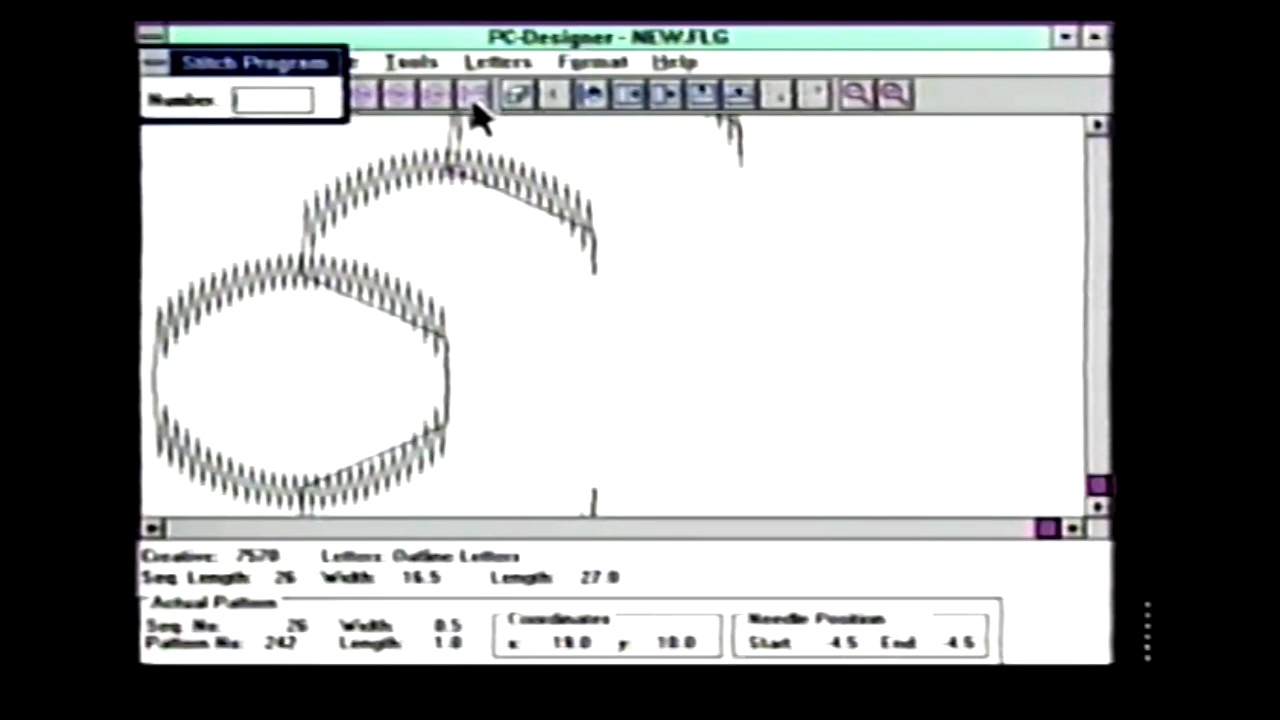 PC-Designer - NEW.FLG
Stitch Program
Tools Letters Format Help
Number
Creative: 7570 Letters: Outline Letters
Seq. Length: 26 Width: 16.5 Length: 27.0
Actual Pattern
Seq. No. 26 Width: 0.5
Pattern No: 242 Length: 1.0
Coordinates
x: 19.0 y: 10.0
Needle Position
Start -4.5 End -4.5